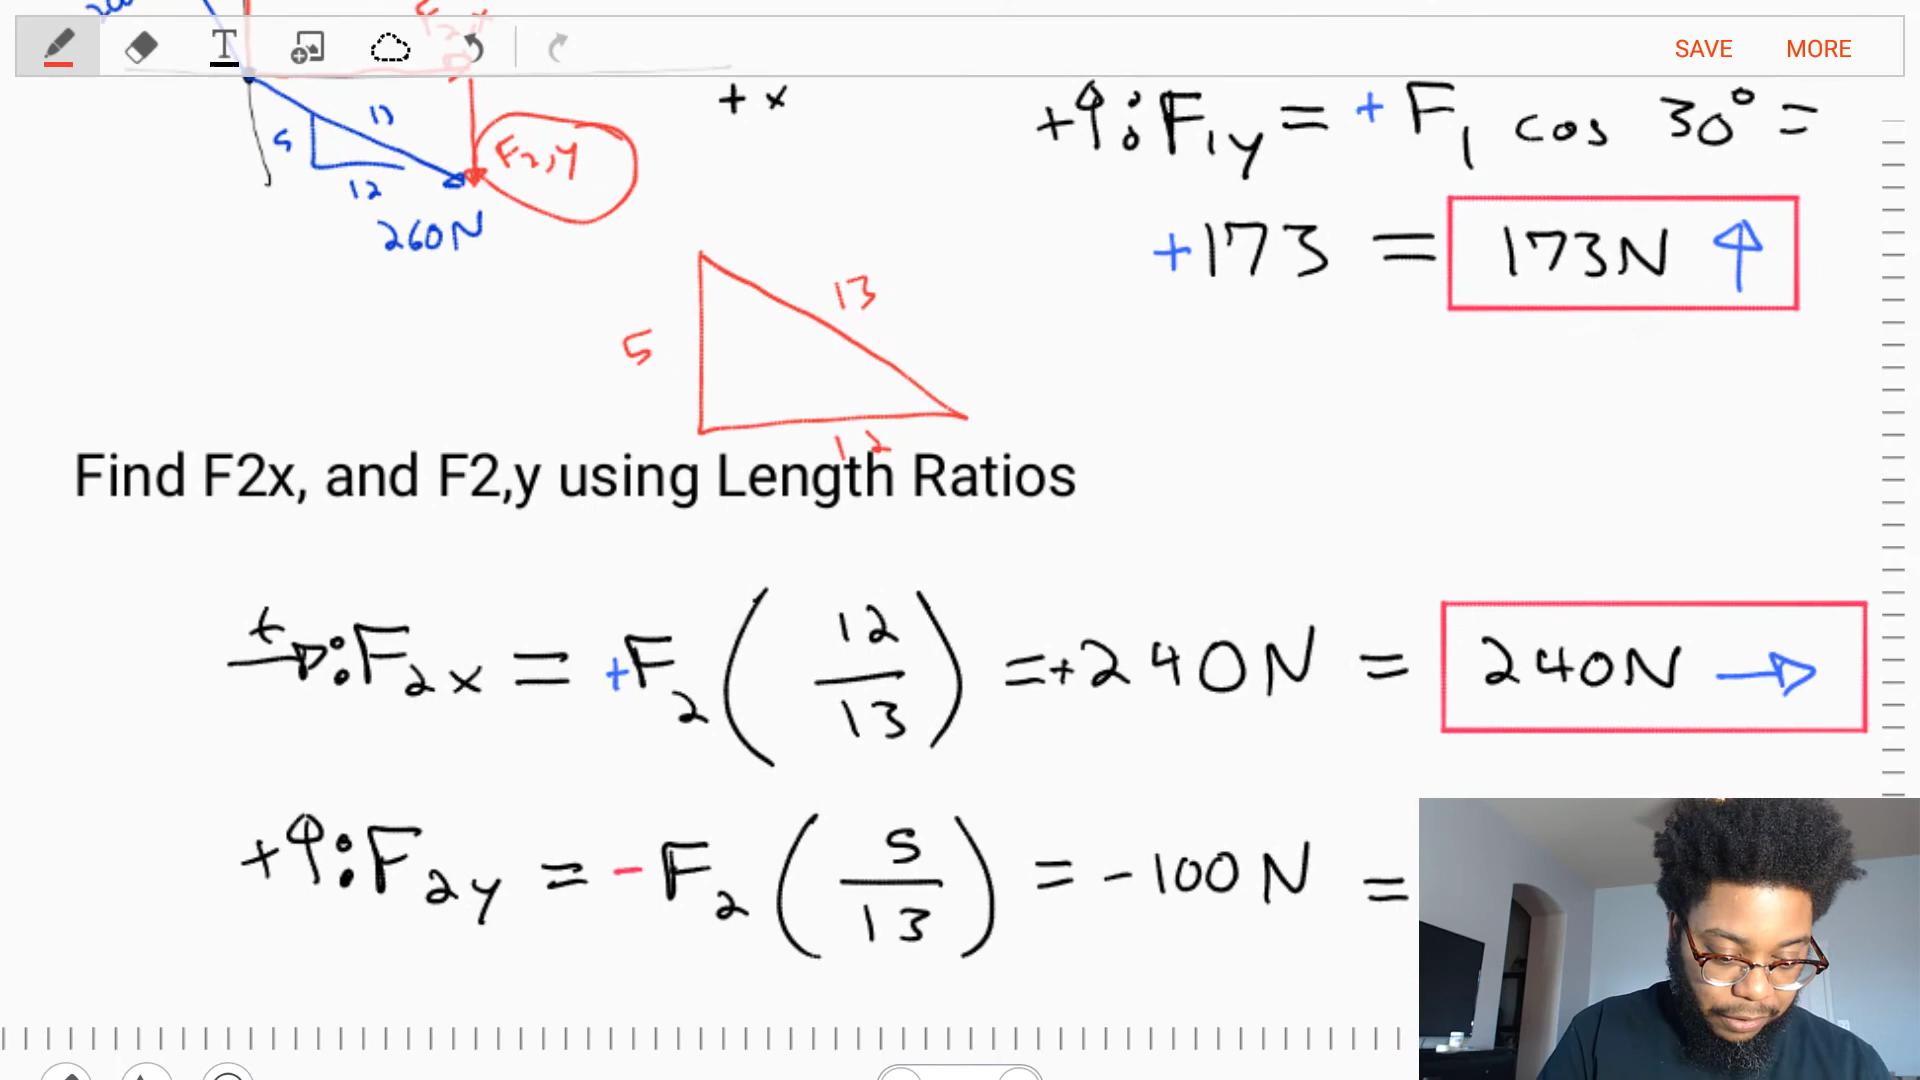 T SAVE MORE
+ x
5 13 12
260N
F2,y
+↑: F1y = + F1 cos 30° =
+173 = 173N ↑
5 13 12
Find F2x, and F2,y using Length Ratios
+→: F2x = +F2 (12/13) = +240N = 240N →
+↑: F2y = -F2 (5/13) = -100N =